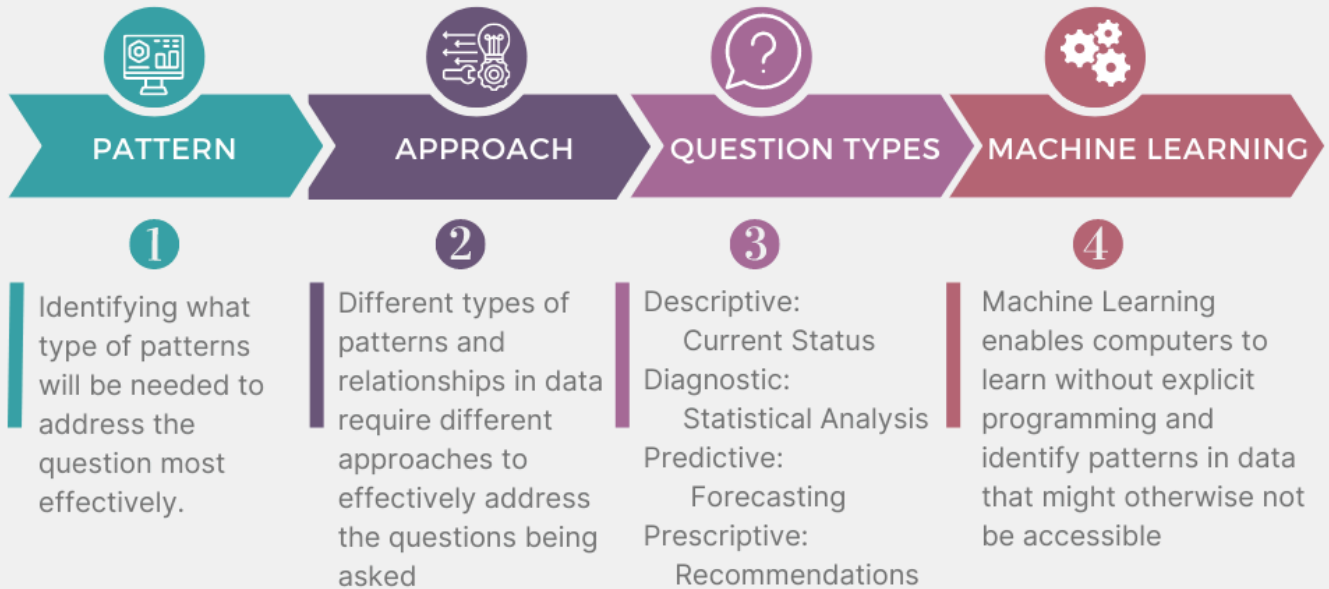 PATTERN
APPROACH
QUESTION TYPES
MACHINE LEARNING
1
Identifying what
type of patterns
will be needed to
address the
question most
effectively.
2
Different types of
patterns and
relationships in data
require different
approaches to
effectively address
the questions being
asked
3
Descriptive:
Current Status
Diagnostic:
Statistical Analysis
Predictive:
Forecasting
Prescriptive:
Recommendations
4
Machine Learning
enables computers to
learn without explicit
programming and
identify patterns in data
that might otherwise not
be accessible